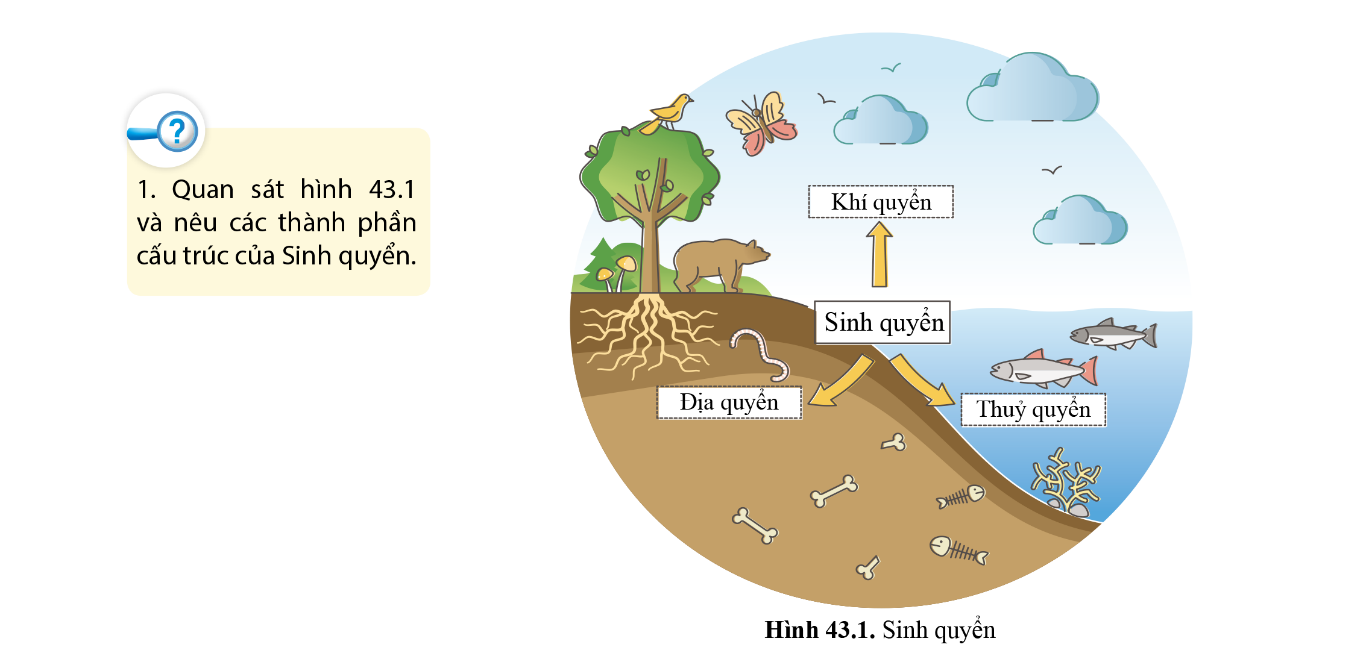 ?
1. Quan sát hình 43.1
và nêu các thành phần
cấu trúc của Sinh quyển.
Khí quyển
Sinh quyển
Địa quyển
Thuỷ quyển
Hình 43.1. Sinh quyển